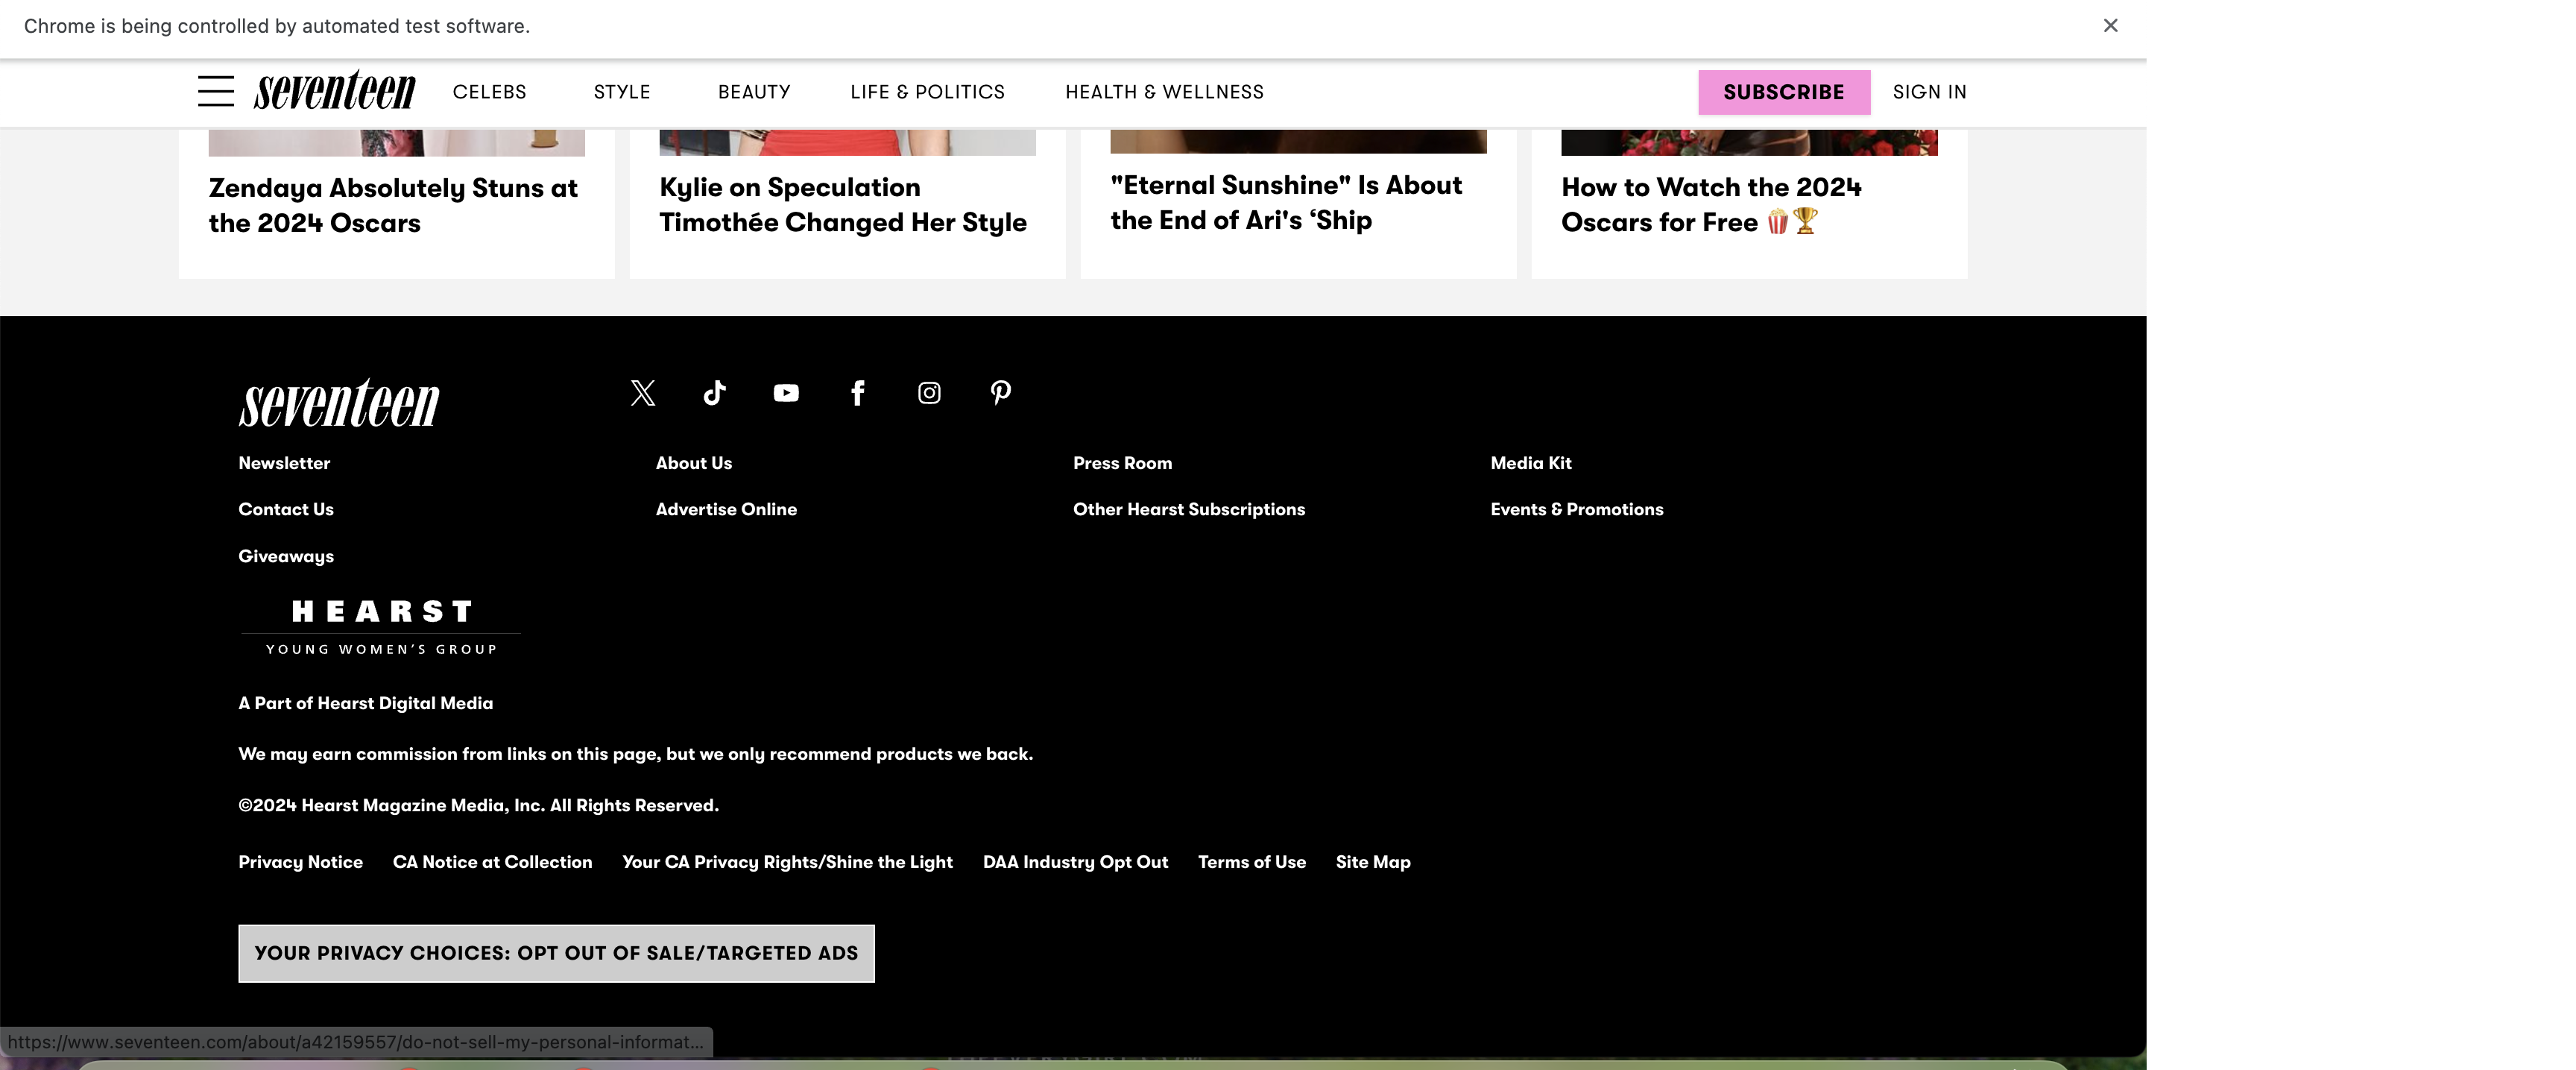 Chrome is being controlled by automated test software.
seventeen CELEBS STYLE BEAUTY LIFE & POLITICS HEALTH & WELLNESS SUBSCRIBE SIGN IN
Zendaya Absolutely Stuns at
the 2024 Oscars
Kylie on Speculation
Timothée Changed Her Style
"Eternal Sunshine" Is About
the End of Ari's ‘Ship
How to Watch the 2024
Oscars for Free 🍿🏆
seventeen
Newsletter About Us Press Room Media Kit
Contact Us Advertise Online Other Hearst Subscriptions Events & Promotions
Giveaways
HEARST
YOUNG WOMEN’S GROUP
A Part of Hearst Digital Media
We may earn commission from links on this page, but we only recommend products we back.
©2024 Hearst Magazine Media, Inc. All Rights Reserved.
Privacy Notice CA Notice at Collection Your CA Privacy Rights/Shine the Light DAA Industry Opt Out Terms of Use Site Map
YOUR PRIVACY CHOICES: OPT OUT OF SALE/TARGETED ADS
https://www.seventeen.com/about/a42159557/do-not-sell-my-personal-informat...